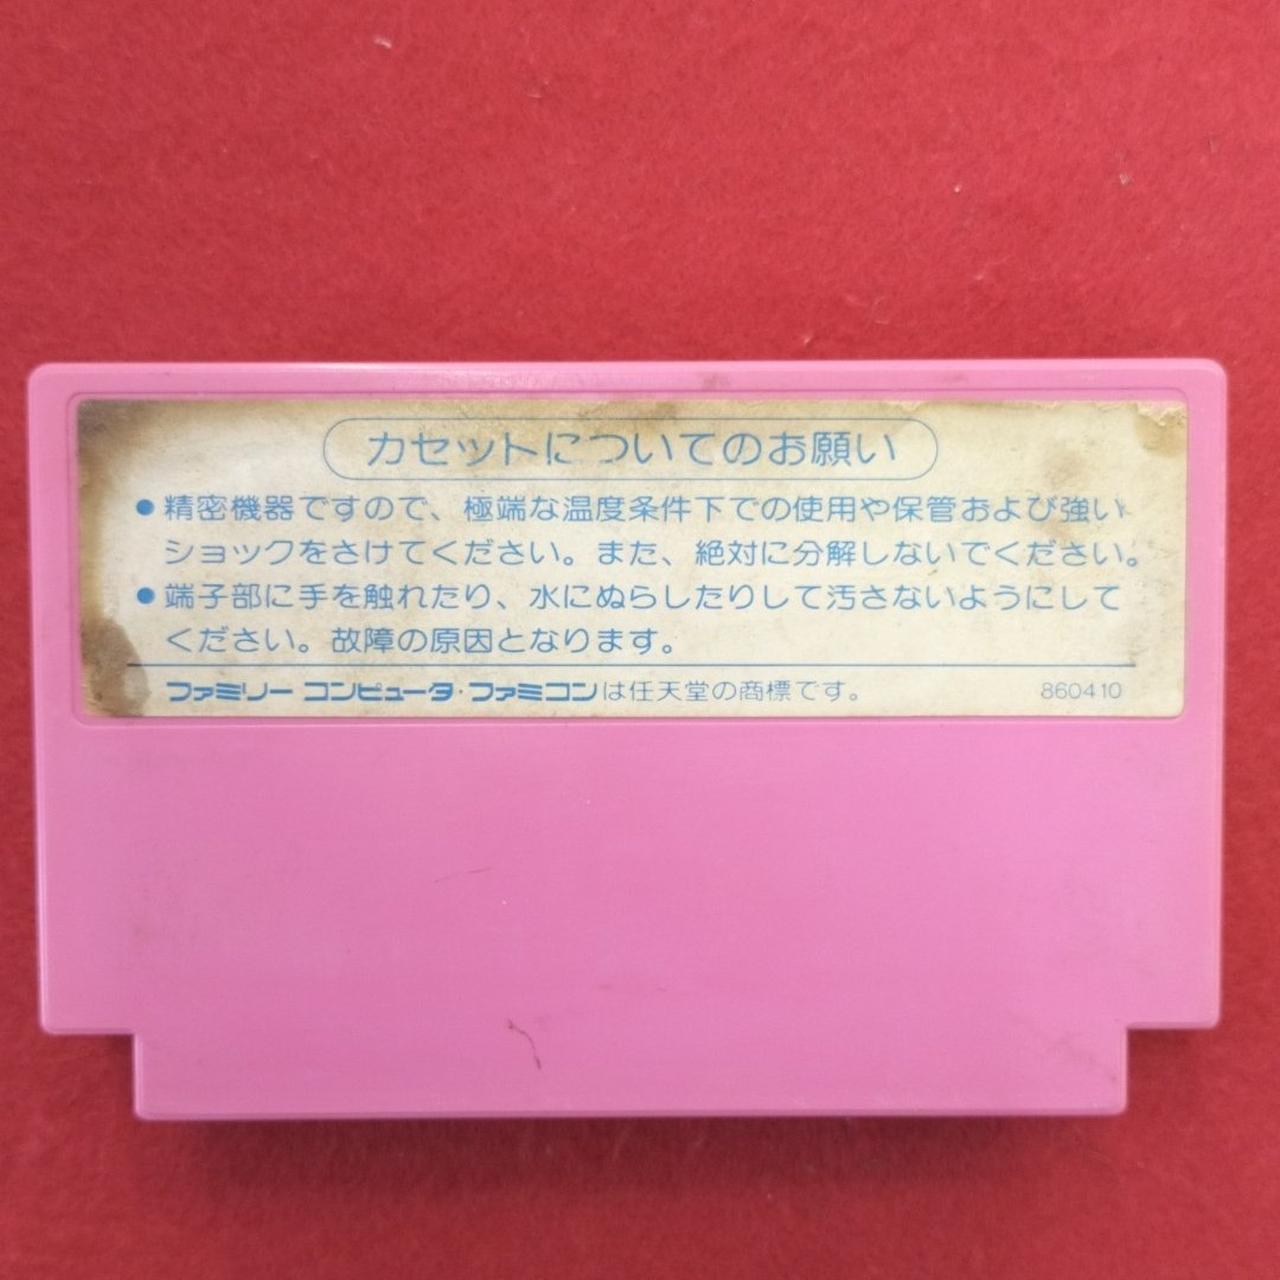 カセットについてのお願い
●精密機器ですので、極端な温度条件下での使用や保管および強い
ショックをさけてください。また、絶対に分解しないでください。
●端子部に手を触れたり、水にぬらしたりして汚さないようにして
ください。故障の原因となります。
ファミリー コンピュータ・ファミコンは任天堂の商標です。 860410